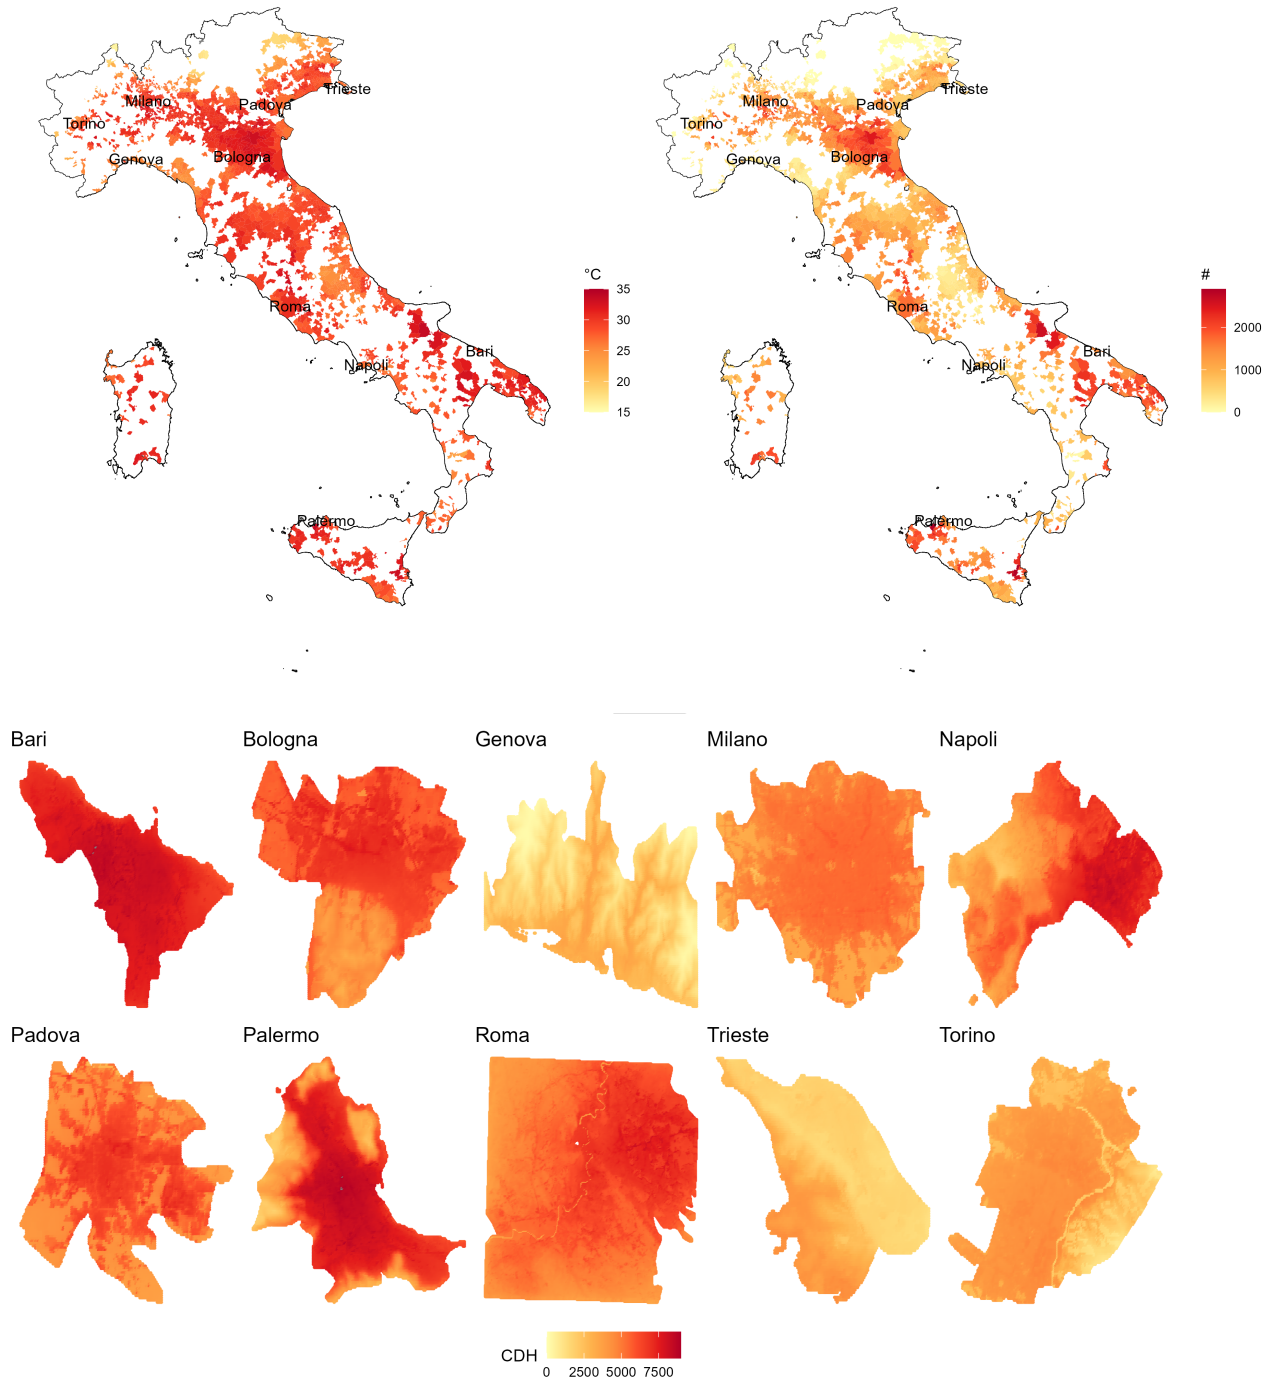 Trieste
Milano
Padova
Torino
Genova
Bologna
°C
35
30
25
20
15
Roma
Napoli
Bari
Palermo
Trieste
Milano
Padova
Torino
Genova
Bologna
#
2000
1000
0
Roma
Napoli
Bari
Palermo
Bari
Bologna
Genova
Milano
Napoli
Padova
Palermo
Roma
Trieste
Torino
CDH
0 2500 5000 7500